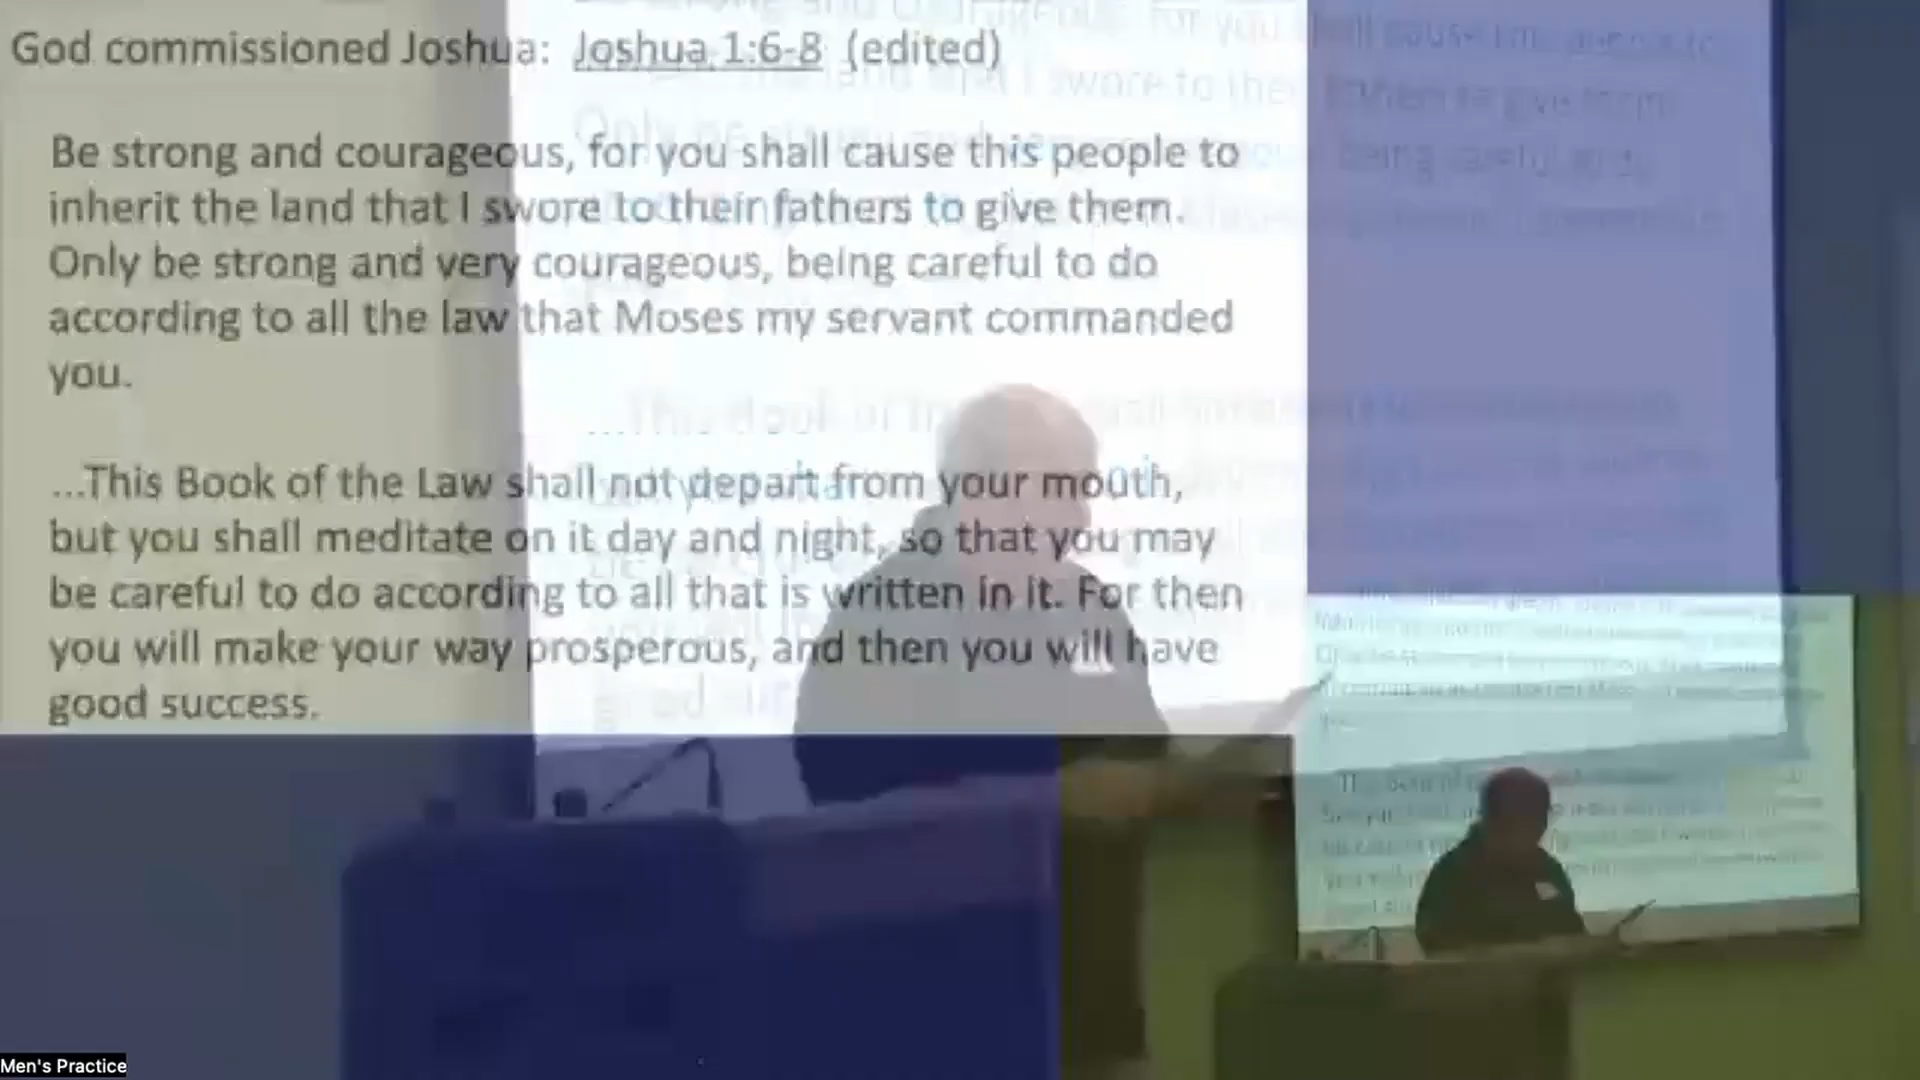 God commissioned Joshua: Joshua 1:6-8 (edited)
Be strong and courageous, for you shall cause this people to
inherit the land that I swore to their fathers to give them.
Only be strong and very courageous, being careful to do
according to all the law that Moses my servant commanded
you.
...This Book of the Law shall not depart from your mouth,
but you shall meditate on it day and night, so that you may
be careful to do according to all that is written in it. For then
you will make your way prosperous, and then you will have
good success.
Men's Practice